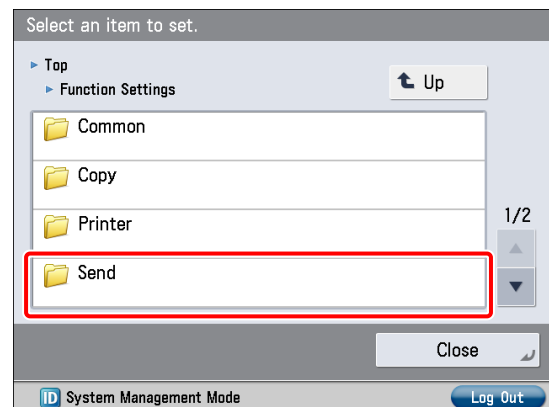 Select an item to set.
Top
Function Settings
Up
Common
Copy
Printer
1/2
Send
Close
ID System Management Mode
Log Out